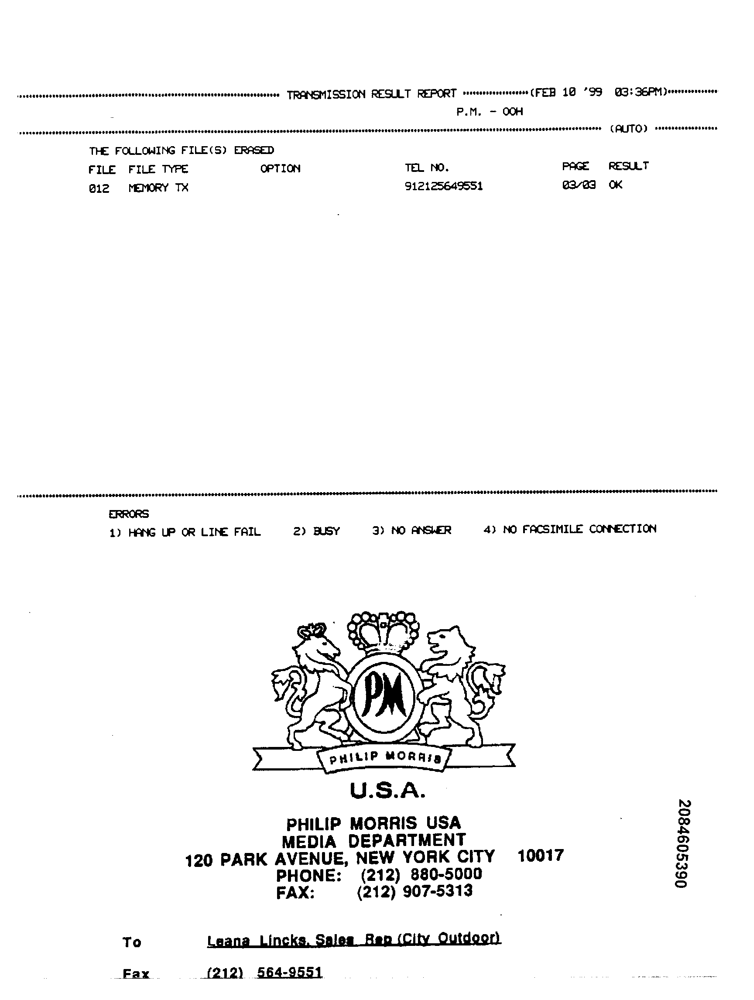 TRANSMISSION RESULT REPORT (FEB 10 '99 03:36PM)
P.M. - OOH
(AUTO)
THE FOLLOWING FILE(S) ERASED
FILE FILE TYPE OPTION TEL NO. PAGE RESULT
012 MEMORY TX 912125649551 03/03 OK
ERRORS
1) HANG UP OR LINE FAIL 2) BUSY 3) NO ANSWER 4) NO FACSIMILE CONNECTION
PM
PHILIP MORRIS
U.S.A.
PHILIP MORRIS USA
MEDIA DEPARTMENT
120 PARK AVENUE, NEW YORK CITY 10017
PHONE: (212) 880-5000
FAX: (212) 907-5313
2084605390
To Leana Lincks, Sales Rep (City Outdoor)
Fax (212) 564-9551